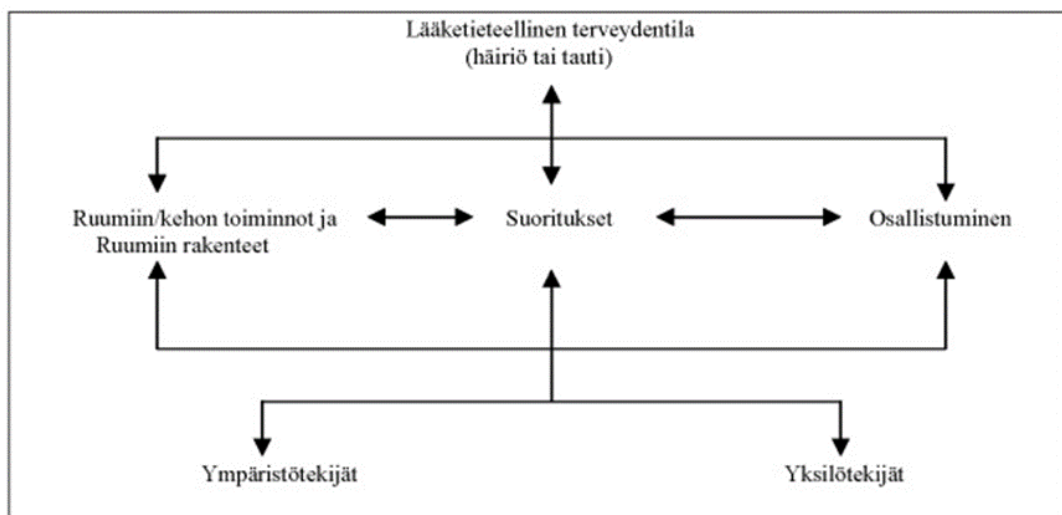 Lääketieteellinen terveydentila
(häiriö tai tauti)
Ruumiin/kehon toiminnot ja
Ruumiin rakenteet
Suoritukset
Osallistuminen
Ympäristötekijät
Yksilötekijät